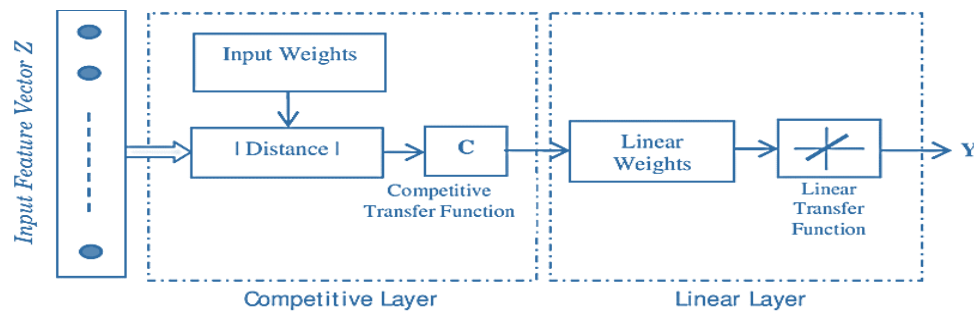 Input Feature Vector Z
Input Weights
| Distance |
C
Competitive
Transfer Function
Competitive Layer
Linear
Weights
Linear
Transfer
Function
Y
Linear Layer